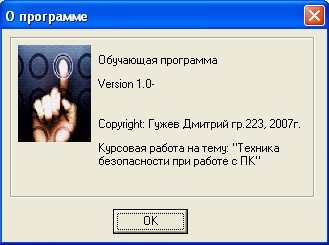 О программе
Обучающая программа
Version 1.0-
Copyright: Гужев Дмитрий гр.223, 2007г.
Курсовая работа на тему: "Техника
безопасности при работе с ПК"
OK